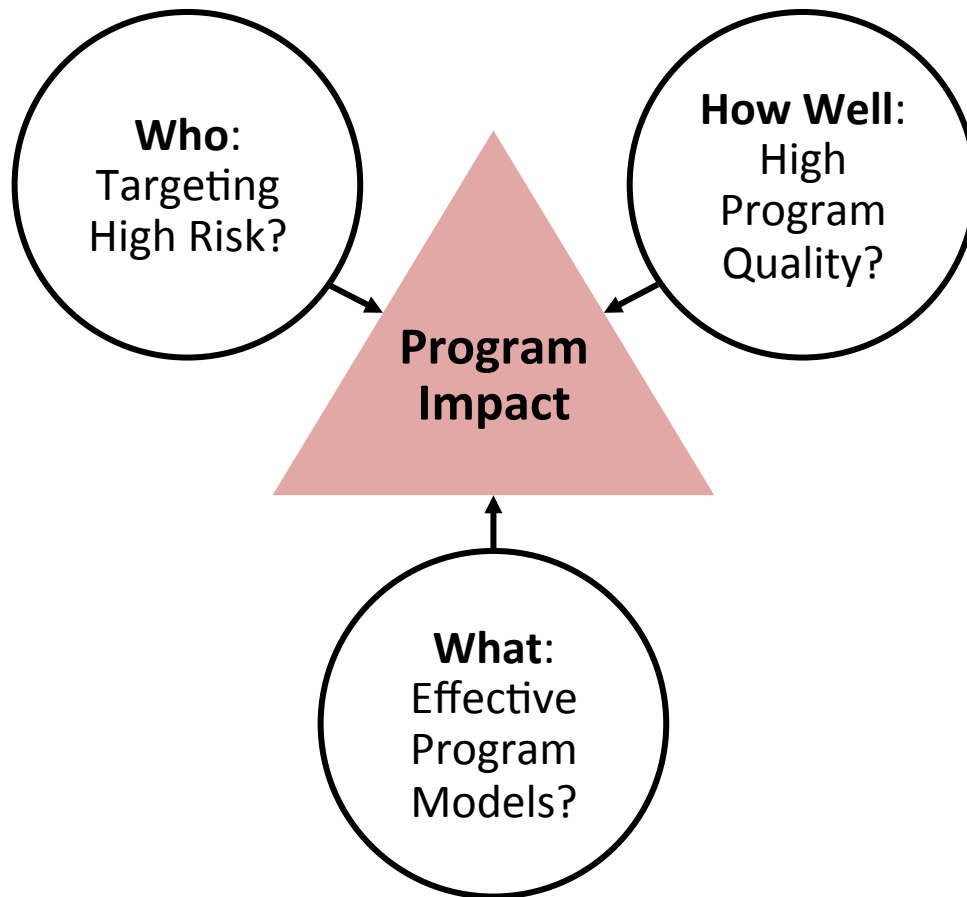 Who:
Targeting
High Risk?
How Well:
High
Program
Quality?
Program
Impact
What:
Effective
Program
Models?